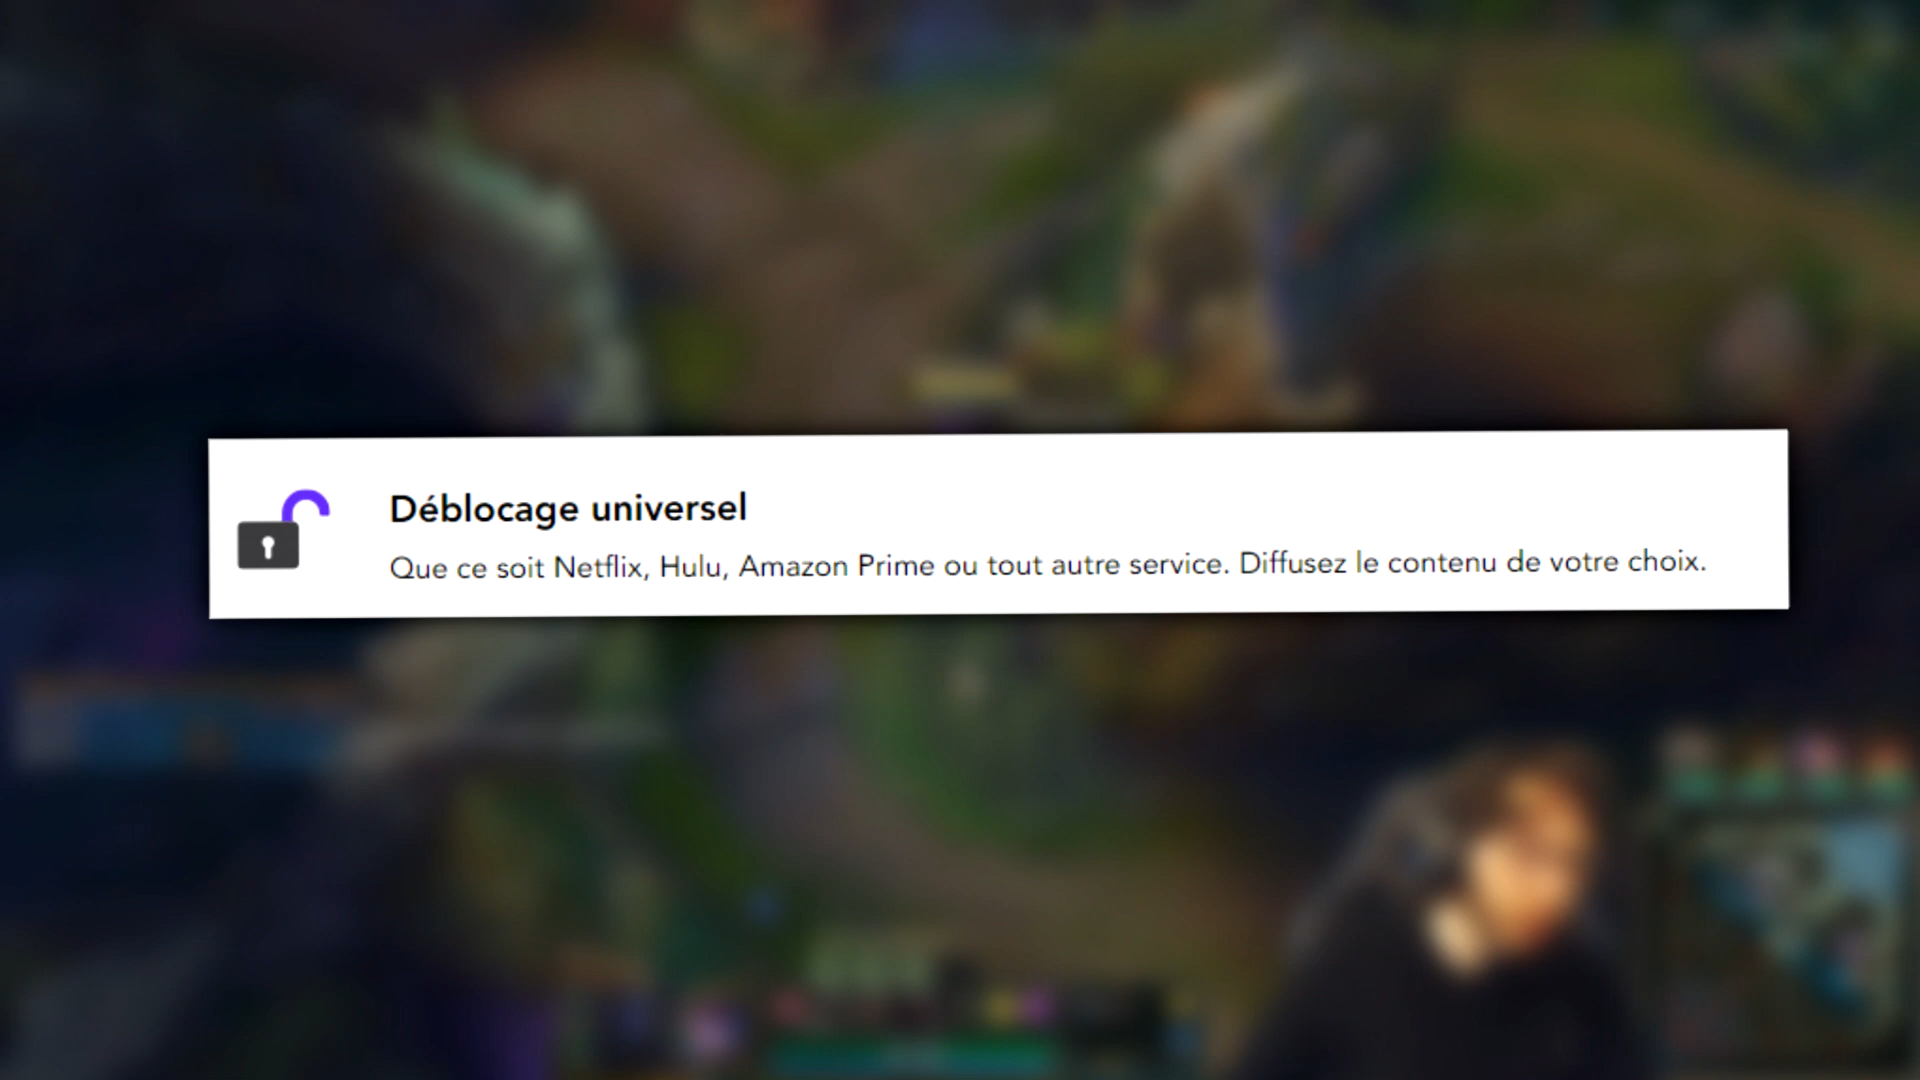 Déblocage universel
Que ce soit Netflix, Hulu, Amazon Prime ou tout autre service. Diffusez le contenu de votre choix.